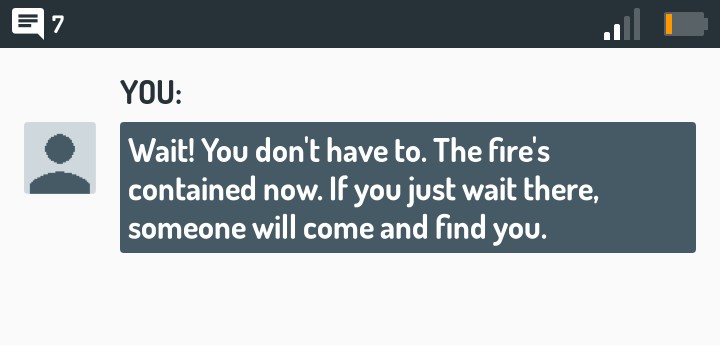 7
YOU:
Wait! You don't have to. The fire's
contained now. If you just wait there,
someone will come and find you.